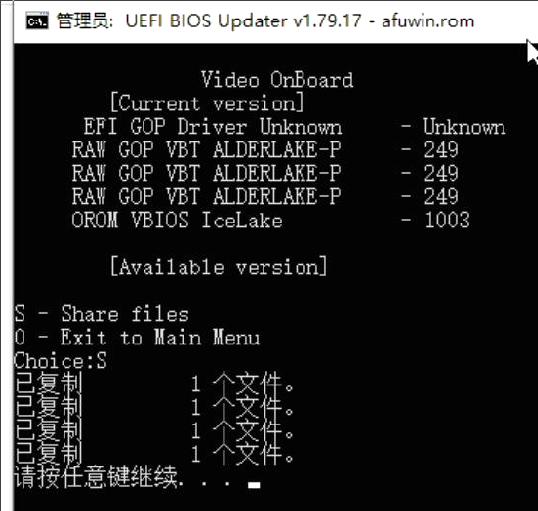 管理员: UEFI BIOS Updater v1.79.17 - afuwin.rom
Video OnBoard
[Current version]
EFI GOP Driver Unknown - Unknown
RAW GOP VBT ALDERLAKE-P - 249
RAW GOP VBT ALDERLAKE-P - 249
RAW GOP VBT ALDERLAKE-P - 249
OROM VBIOS IceLake - 1003
[Available version]
S - Share files
0 - Exit to Main Menu
Choice:S
已复制 1 个文件。
已复制 1 个文件。
已复制 1 个文件。
已复制 1 个文件。
请按任意键继续. . .